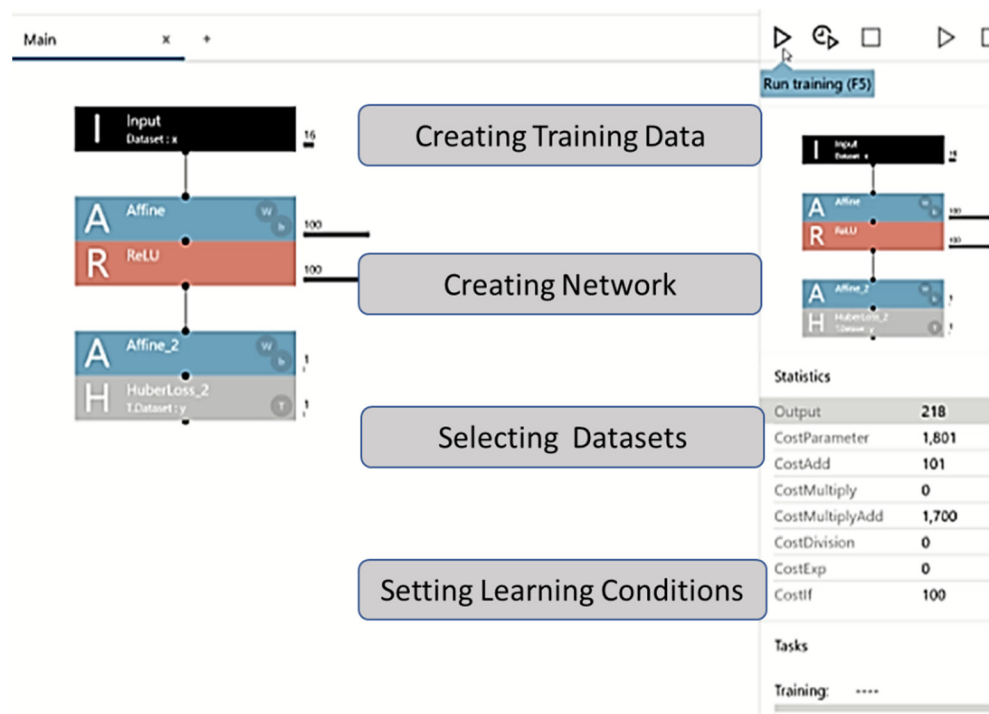 Main x +
Run training (F5)
I Input
Dataset : x
16
A Affine W b
100
R ReLU
100
A Affine_2 W b
1
H HuberLoss_2
T.Dataset : y T
1
Creating Training Data
Creating Network
Selecting Datasets
Setting Learning Conditions
I Input
Dataset : x
16
A Affine W b
100
R ReLU
100
A Affine_2
1
H HuberLoss_2
T.Dataset : y T
1
Statistics
Output 218
CostParameter 1,801
CostAdd 101
CostMultiply 0
CostMultiplyAdd 1,700
CostDivision 0
CostExp 0
CostIf 100
Tasks
Training: ----